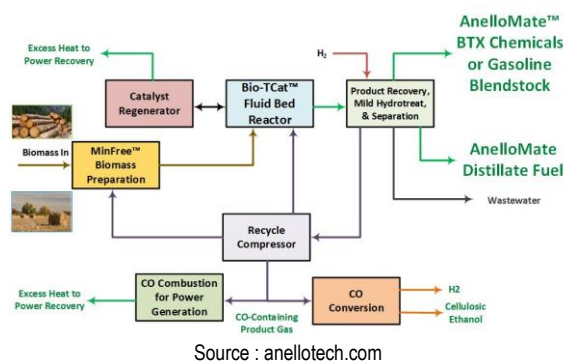 Excess Heat to
Power Recovery
Catalyst
Regenerator
Bio-TCat™
Fluid Bed
Reactor
H₂
Product Recovery,
Mild Hydrotreat,
& Separation
AnelloMate™
BTX Chemicals
or Gasoline
Blendstock
AnelloMate
Distillate Fuel
Wastewater
Biomass In
MinFree™
Biomass
Preparation
Recycle
Compressor
Excess Heat to
Power Recovery
CO Combustion
for Power
Generation
CO-Containing
Product Gas
CO
Conversion
H2
Cellulosic
Ethanol
Source : anellotech.com